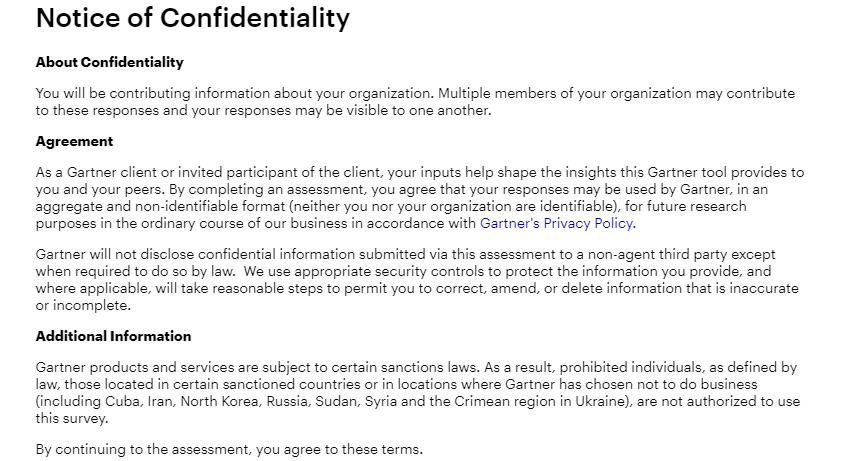 Notice of Confidentiality
About Confidentiality
You will be contributing information about your organization. Multiple members of your organization may contribute
to these responses and your responses may be visible to one another.
Agreement
As a Gartner client or invited participant of the client, your inputs help shape the insights this Gartner tool provides to
you and your peers. By completing an assessment, you agree that your responses may be used by Gartner, in an
aggregate and non-identifiable format (neither you nor your organization are identifiable), for future research
purposes in the ordinary course of our business in accordance with Gartner's Privacy Policy.
Gartner will not disclose confidential information submitted via this assessment to a non-agent third party except
when required to do so by law.  We use appropriate security controls to protect the information you provide, and
where applicable, will take reasonable steps to permit you to correct, amend, or delete information that is inaccurate
or incomplete.
Additional Information
Gartner products and services are subject to certain sanctions laws. As a result, prohibited individuals, as defined by
law, those located in certain sanctioned countries or in locations where Gartner has chosen not to do business
(including Cuba, Iran, North Korea, Russia, Sudan, Syria and the Crimean region in Ukraine), are not authorized to use
this survey.
By continuing to the assessment, you agree to these terms.